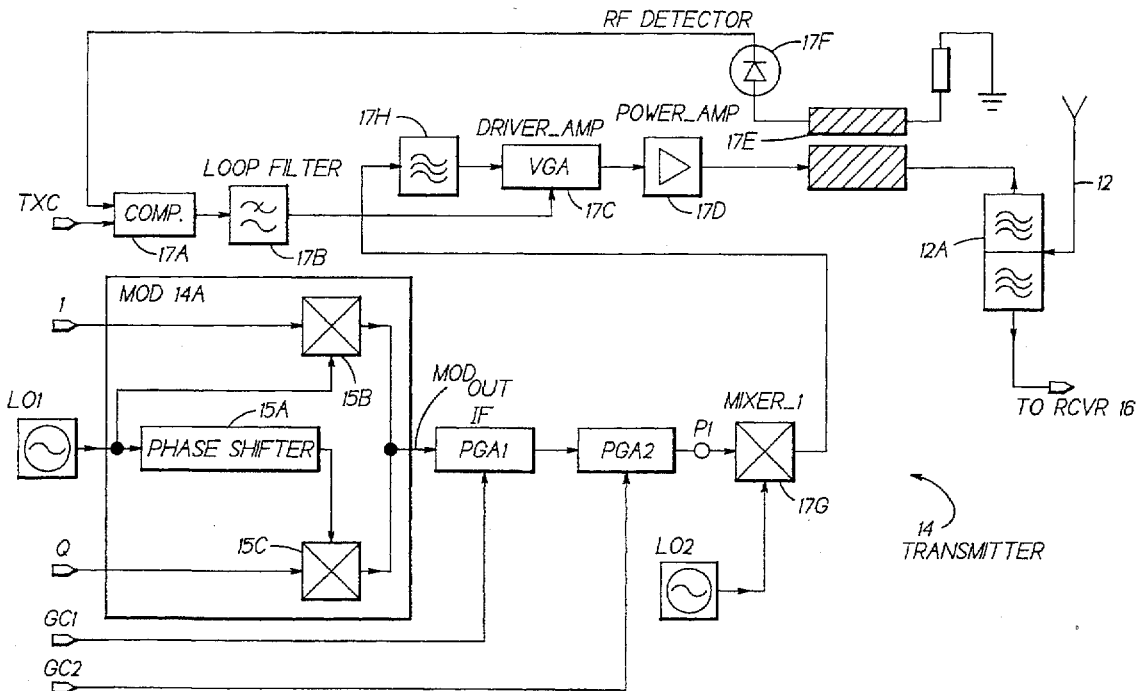 RF DETECTOR
17F
17H
DRIVER_AMP
POWER_AMP
17E
LOOP FILTER
VGA
17C
17D
12
TXC
COMP.
17A
17B
12A
MOD 14A
I
15B
MOD OUT
IF
MIXER_1
TO RCVR 16
LO1
15A
PHASE SHIFTER
PGA1
PGA2
P1
17G
15C
Q
LO2
14
TRANSMITTER
GC1
GC2